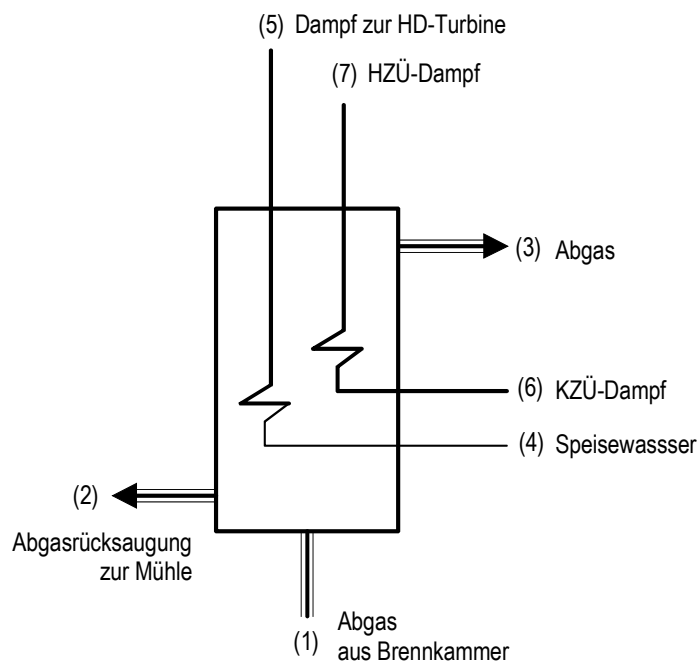 (5) Dampf zur HD-Turbine
(7) HZÜ-Dampf
(3) Abgas
(6) KZÜ-Dampf
(4) Speisewassser
(2)
Abgasrücksaugung
zur Mühle
(1) Abgas
aus Brennkammer